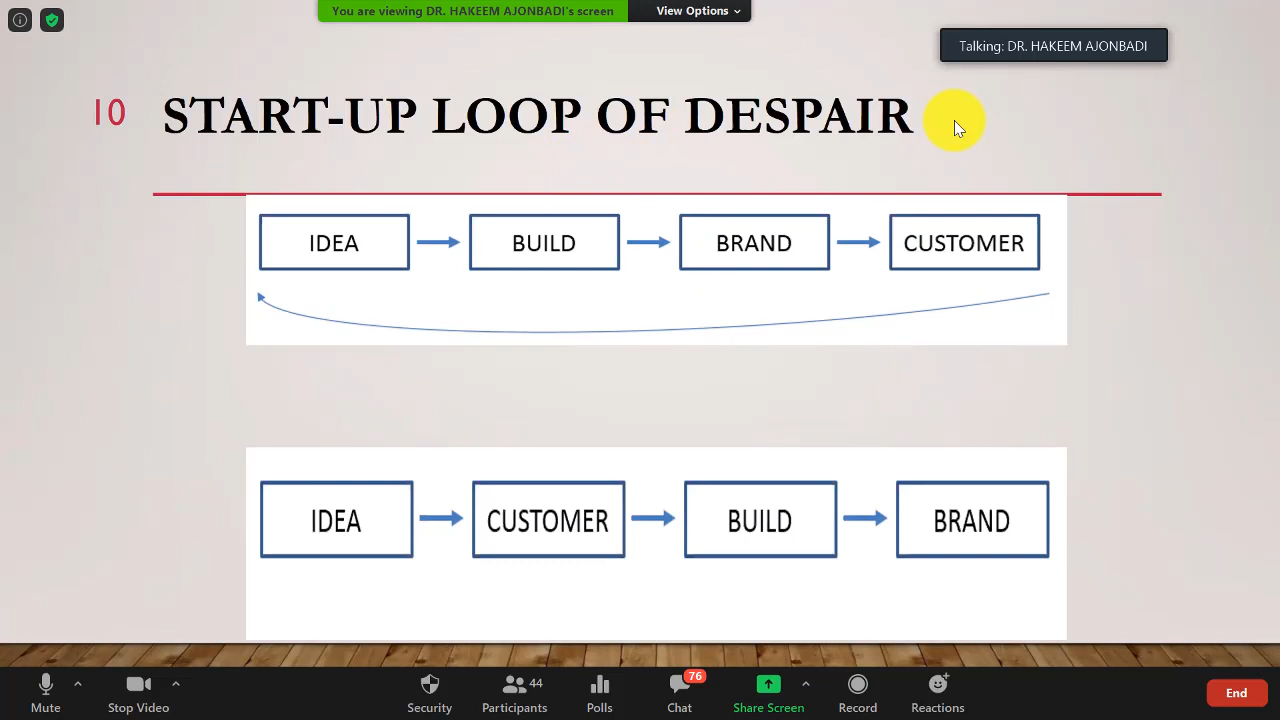 You are viewing DR. HAKEEM AJONBADI's screen
View Options
Talking: DR. HAKEEM AJONBADI
10
START-UP LOOP OF DESPAIR
IDEA
BUILD
BRAND
CUSTOMER
IDEA
CUSTOMER
BUILD
BRAND
Mute
Stop Video
Security
44
Participants
Polls
76
Chat
Share Screen
Record
Reactions
End